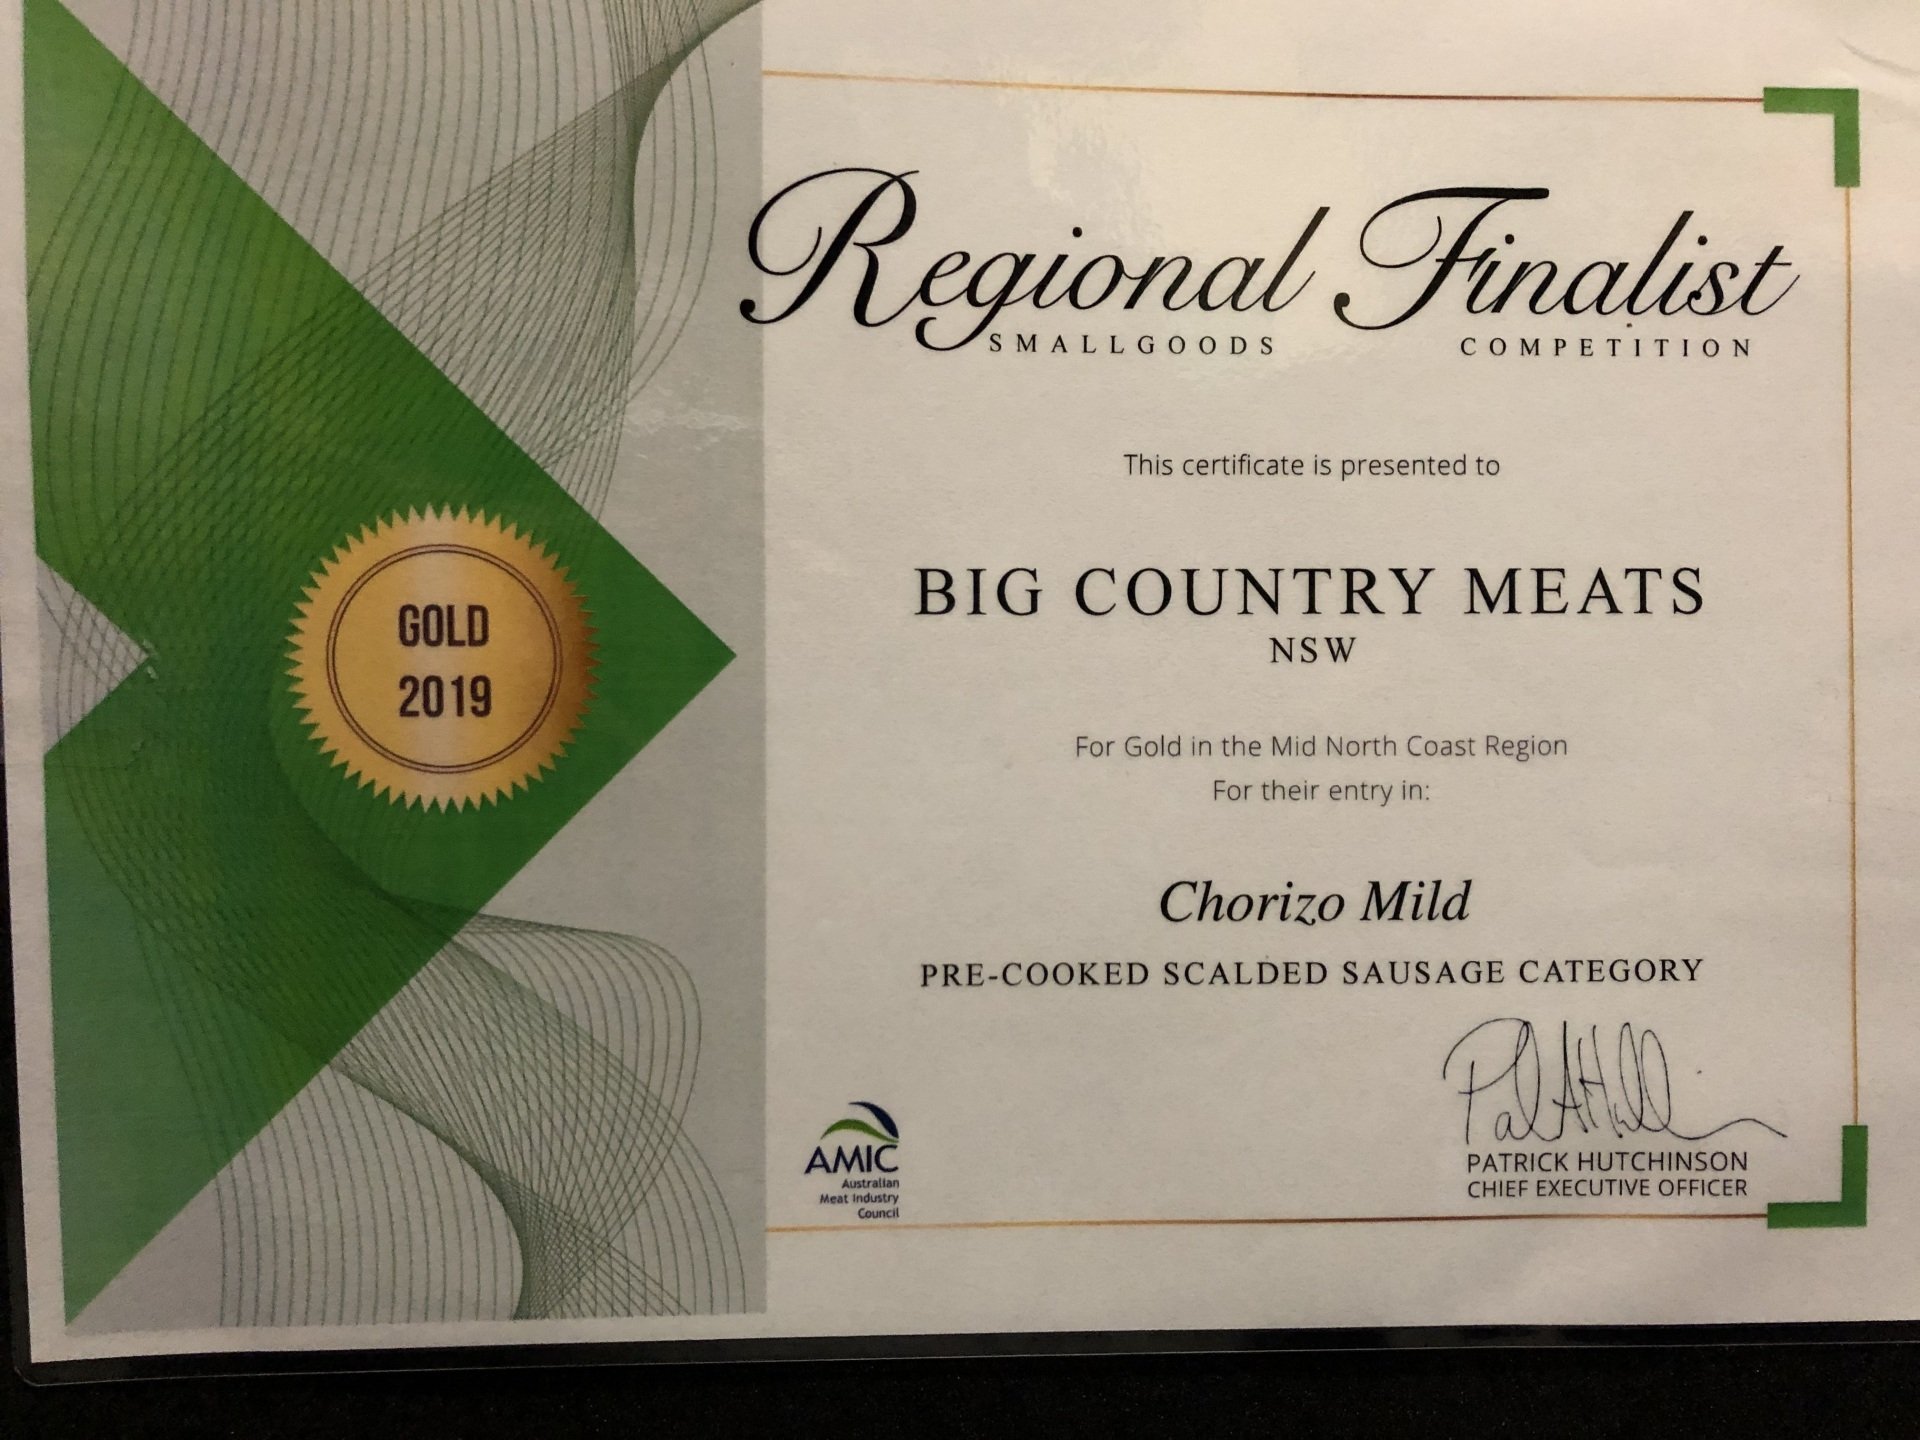 Regional Finalist
SMALLGOODS COMPETITION
This certificate is presented to
BIG COUNTRY MEATS
NSW
For Gold in the Mid North Coast Region
For their entry in:
Chorizo Mild
PRE-COOKED SCALDED SAUSAGE CATEGORY
GOLD
2019
AMIC
Australian
Meat Industry
Council
PATRICK HUTCHINSON
CHIEF EXECUTIVE OFFICER